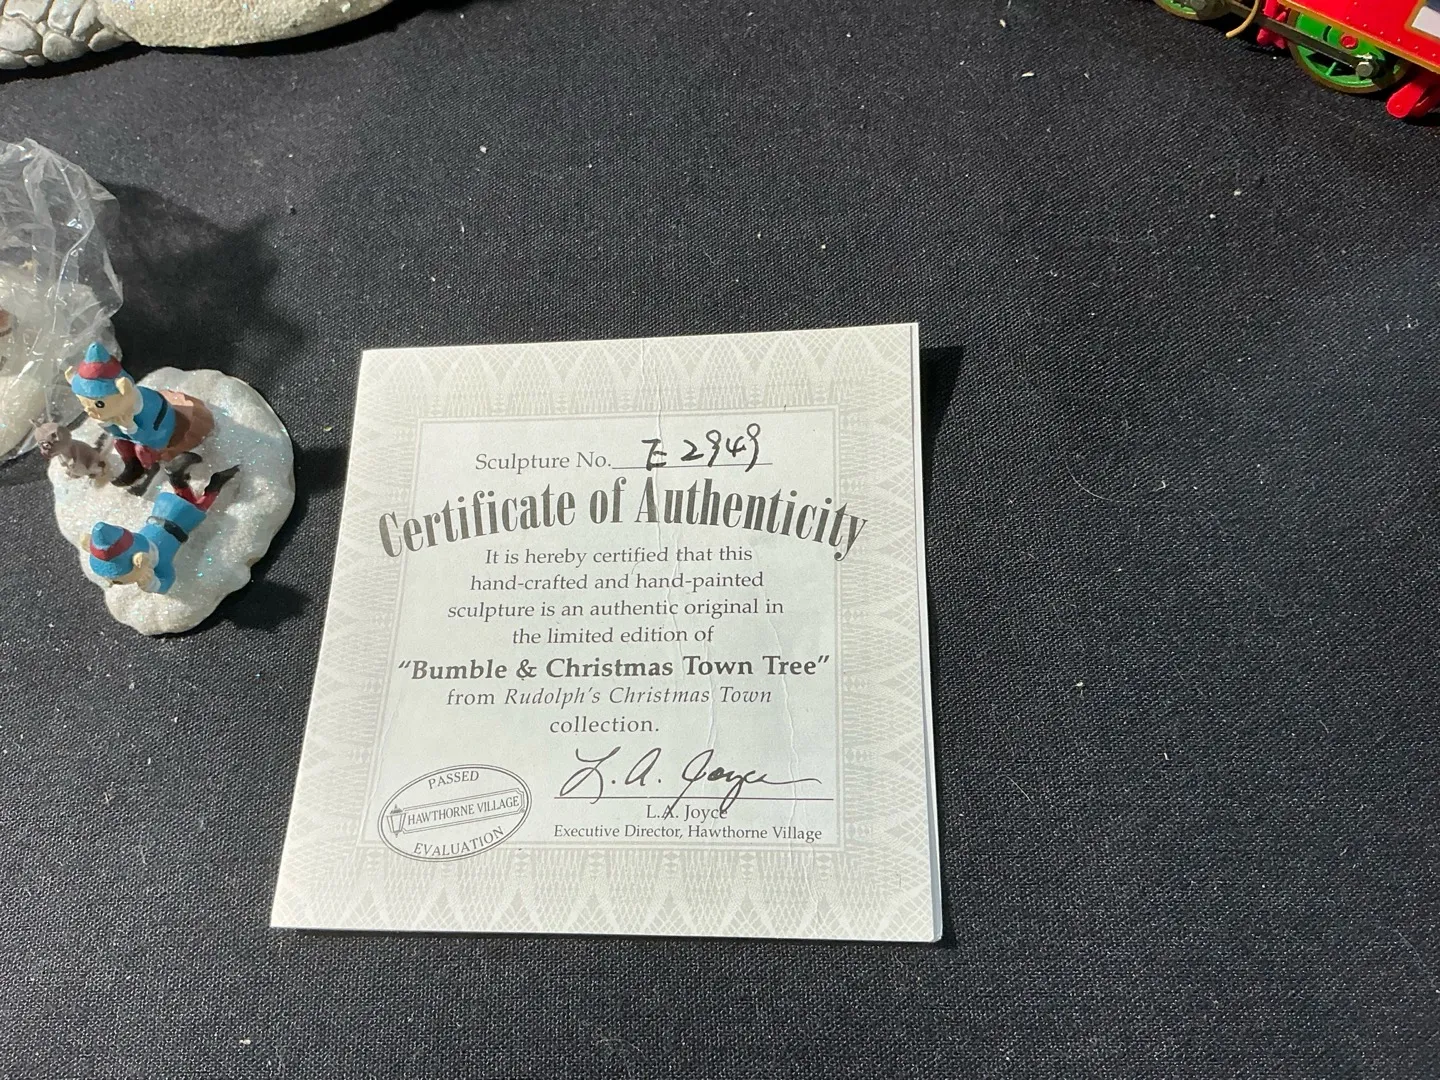 Sculpture No. E2949
Certificate of Authenticity
It is hereby certified that this
hand-crafted and hand-painted
sculpture is an authentic original in
the limited edition of
“Bumble & Christmas Town Tree”
from Rudolph's Christmas Town
collection.
L. A. Joyce
L.A. Joyce
Executive Director, Hawthorne Village
PASSED
HAWTHORNE VILLAGE
EVALUATION